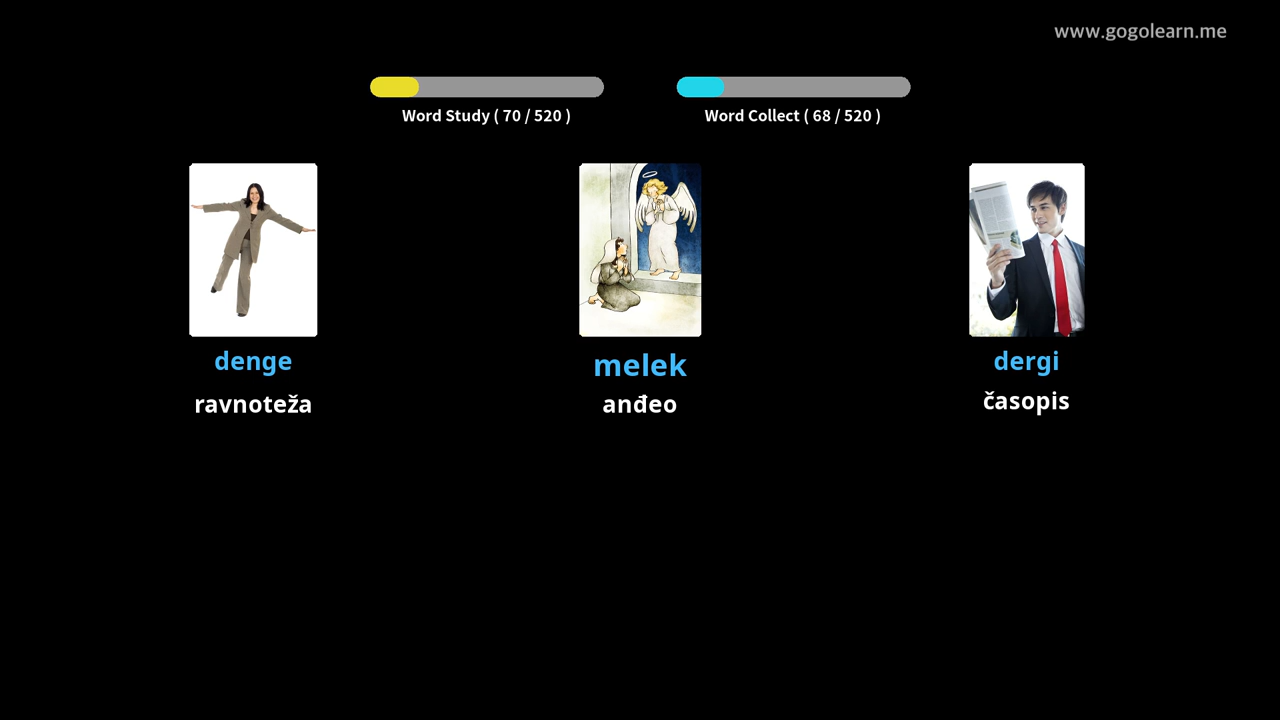 www.gogolearn.me
Word Study ( 70 / 520 )
Word Collect ( 68 / 520 )
denge
melek
dergi
ravnoteža
anđeo
časopis